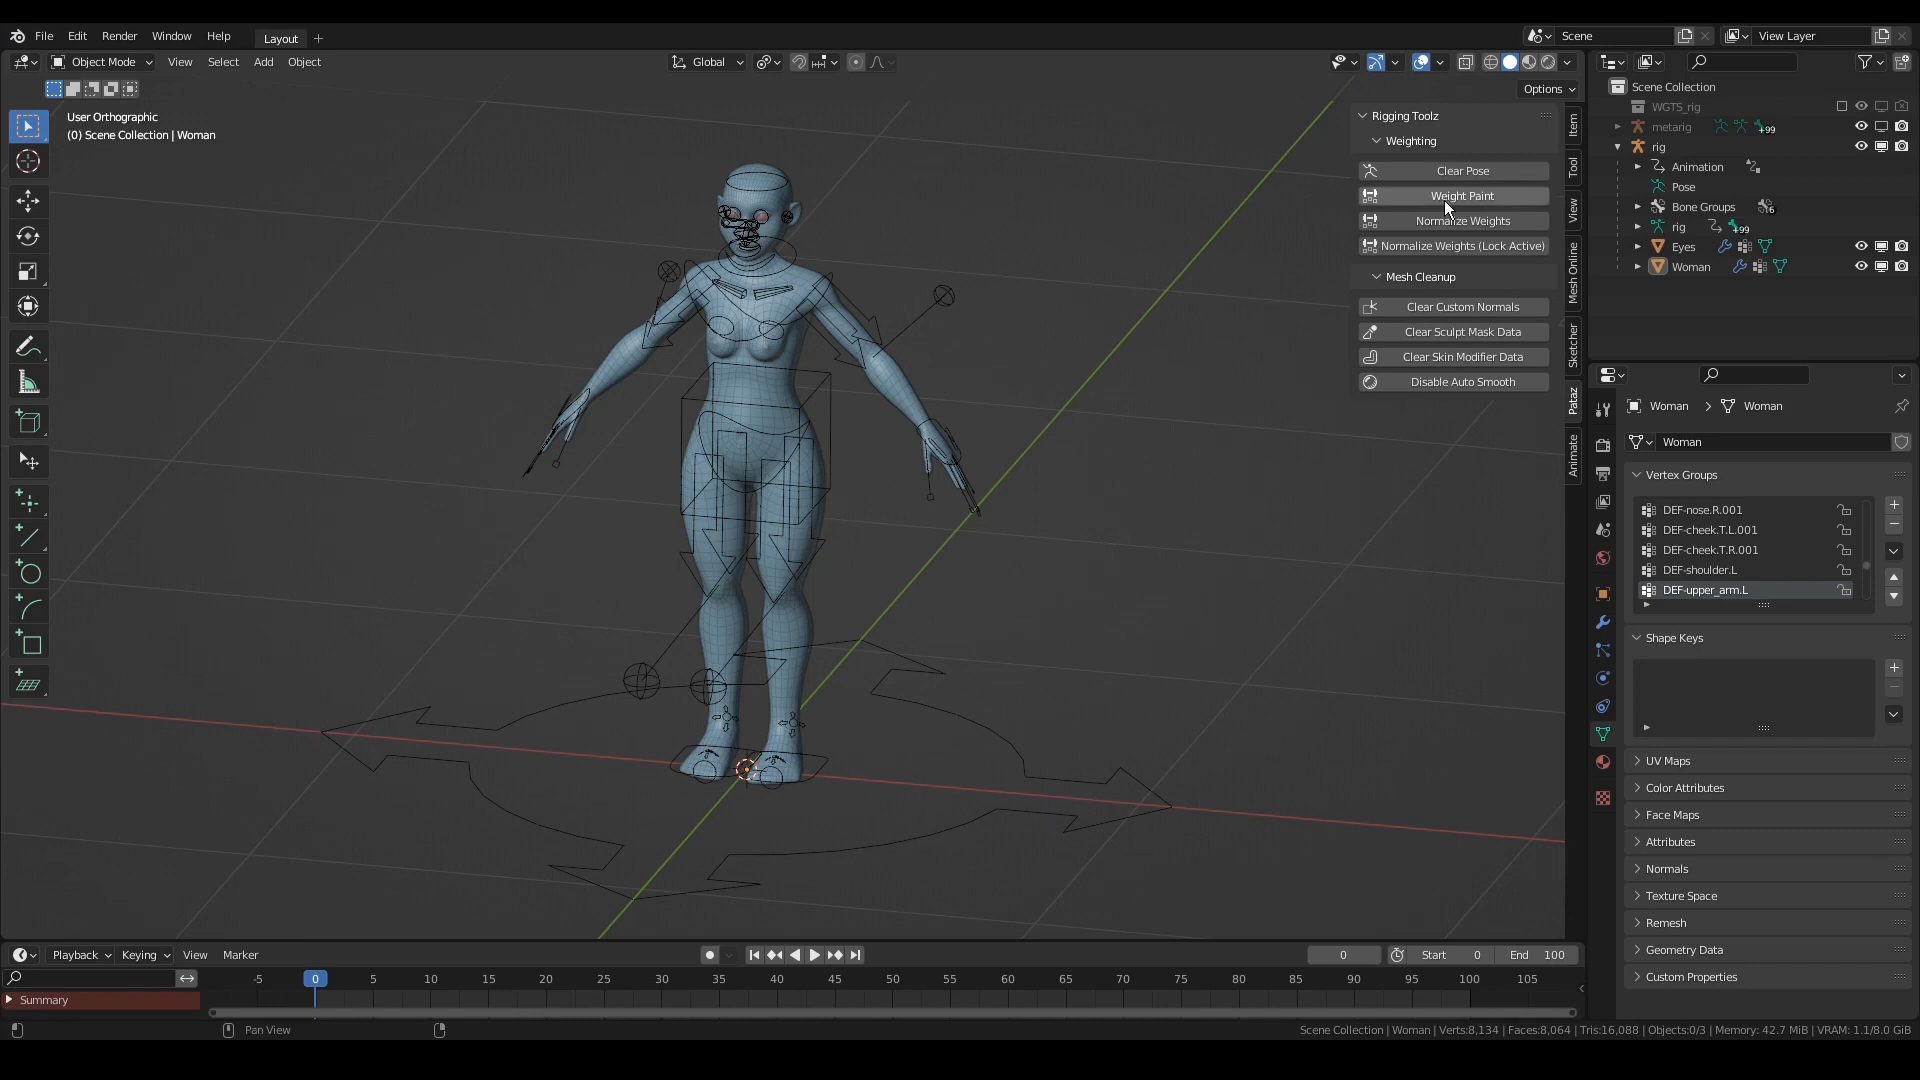 File Edit Render Window Help Layout + Scene View Layer
Object Mode View Select Add Object Global
Options
User Orthographic
(0) Scene Collection | Woman
Rigging Toolz
Weighting
Clear Pose
Weight Paint
Normalize Weights
Normalize Weights (Lock Active)
Mesh Cleanup
Clear Custom Normals
Clear Sculpt Mask Data
Clear Skin Modifier Data
Disable Auto Smooth
Item
Tool
View
Mesh Online
Sketcher
Pataz
Animate
Scene Collection
WGTS_rig
metarig +99
rig
Animation 2
Pose
Bone Groups 6
rig +99
Eyes
Woman
Woman > Woman
Woman
Vertex Groups
DEF-nose.R.001
DEF-cheek.T.L.001
DEF-cheek.T.R.001
DEF-shoulder.L
DEF-upper_arm.L
Shape Keys
UV Maps
Color Attributes
Face Maps
Attributes
Normals
Texture Space
Remesh
Geometry Data
Custom Properties
Playback Keying View Marker 0 Start 0 End 100
-5 0 5 10 15 20 25 30 35 40 45 50 55 60 65 70 75 80 85 90 95 100 105
Summary
Pan View
Scene Collection | Woman | Verts:8,134 | Faces:8,064 | Tris:16,088 | Objects:0/3 | Memory: 42.7 MiB | VRAM: 1.1/8.0 GiB